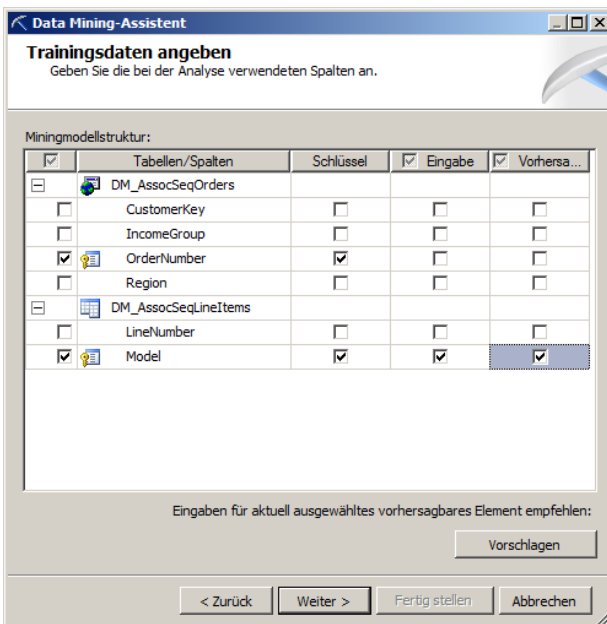 Data Mining-Assistent
Trainingsdaten angeben
Geben Sie die bei der Analyse verwendeten Spalten an.
Miningmodellstruktur:
Tabellen/Spalten Schlüssel Eingabe Vorhersa...
DM_AssocSeqOrders
CustomerKey
IncomeGroup
OrderNumber
Region
DM_AssocSeqLineItems
LineNumber
Model
Eingaben für aktuell ausgewähltes vorhersagbares Element empfehlen:
Vorschlagen
< Zurück Weiter > Fertig stellen Abbrechen